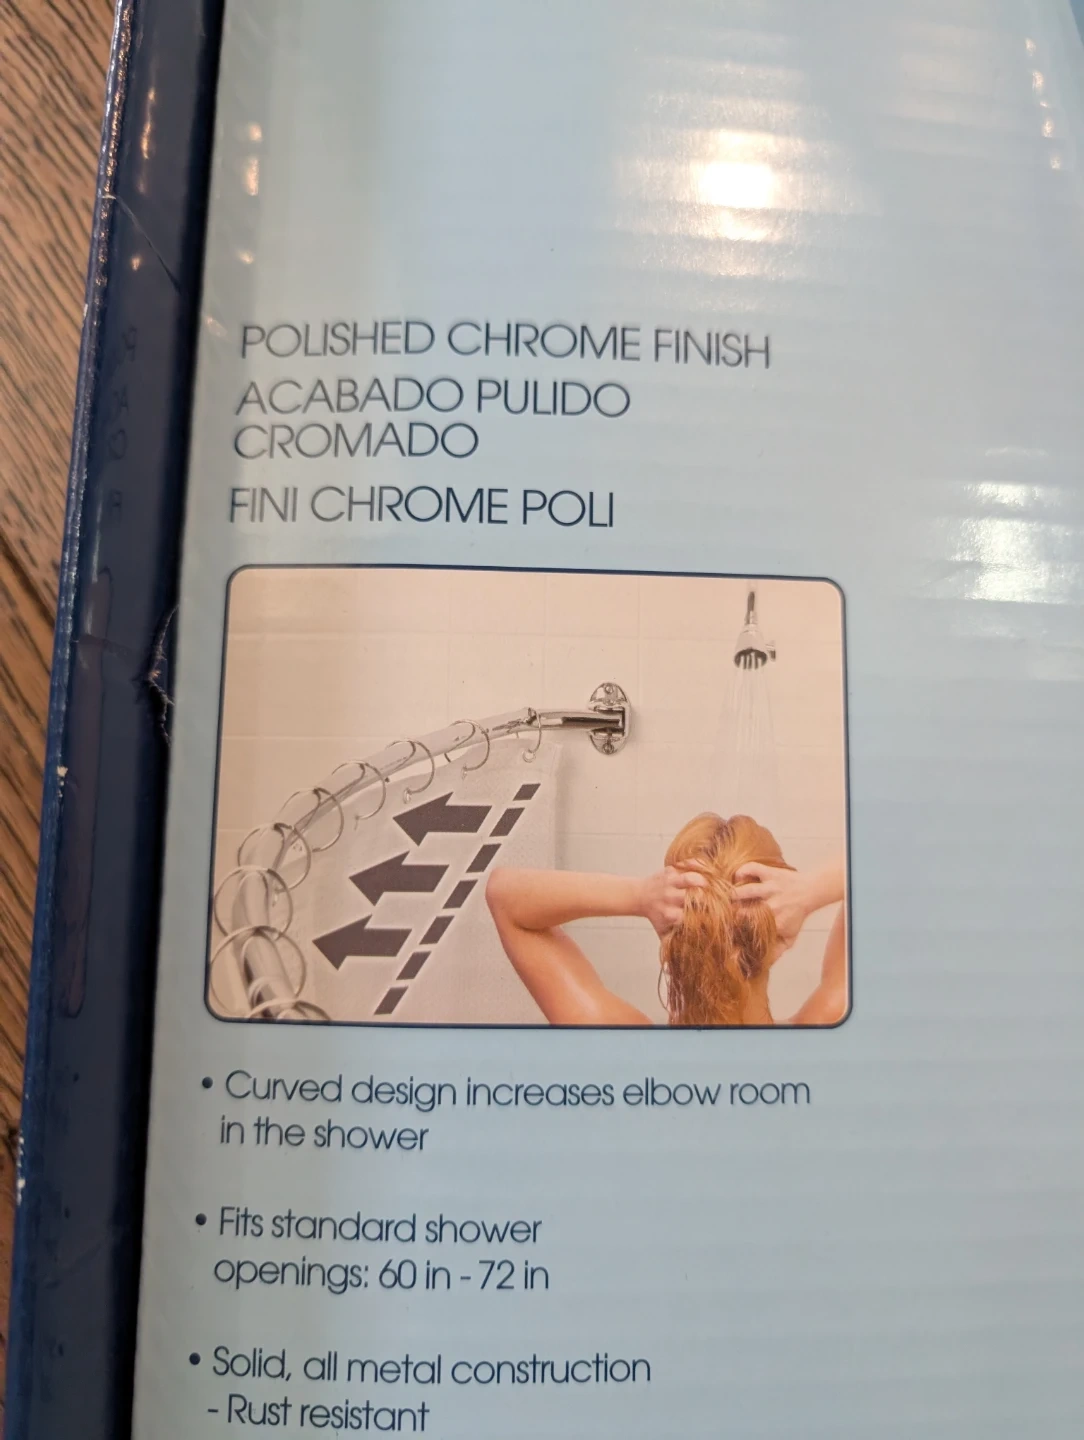 POLISHED CHROME FINISH
ACABADO PULIDO
CROMADO
FINI CHROME POLI
• Curved design increases elbow room
in the shower
• Fits standard shower
openings: 60 in - 72 in
• Solid, all metal construction
- Rust resistant